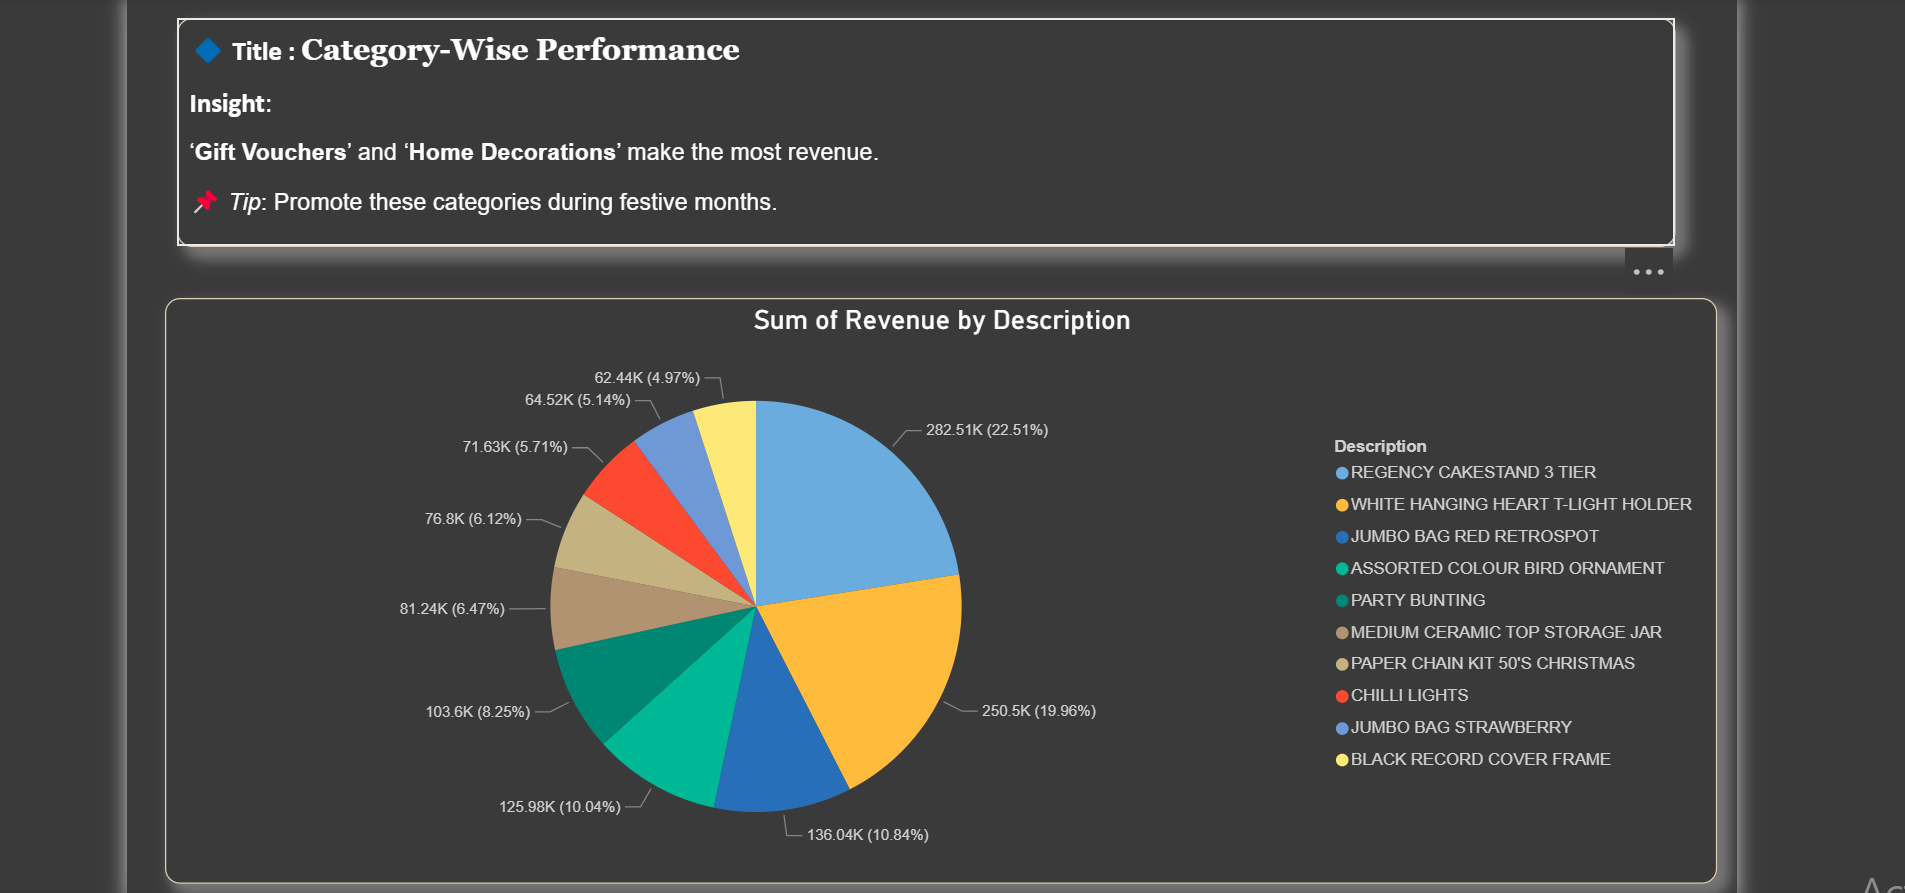 Title : Category-Wise Performance
Insight:
‘Gift Vouchers’ and ‘Home Decorations’ make the most revenue.
Tip: Promote these categories during festive months.
Sum of Revenue by Description
62.44K (4.97%)
64.52K (5.14%)
282.51K (22.51%)
71.63K (5.71%)
76.8K (6.12%)
81.24K (6.47%)
103.6K (8.25%)
250.5K (19.96%)
125.98K (10.04%)
136.04K (10.84%)
Description
REGENCY CAKESTAND 3 TIER
WHITE HANGING HEART T-LIGHT HOLDER
JUMBO BAG RED RETROSPOT
ASSORTED COLOUR BIRD ORNAMENT
PARTY BUNTING
MEDIUM CERAMIC TOP STORAGE JAR
PAPER CHAIN KIT 50'S CHRISTMAS
CHILLI LIGHTS
JUMBO BAG STRAWBERRY
BLACK RECORD COVER FRAME